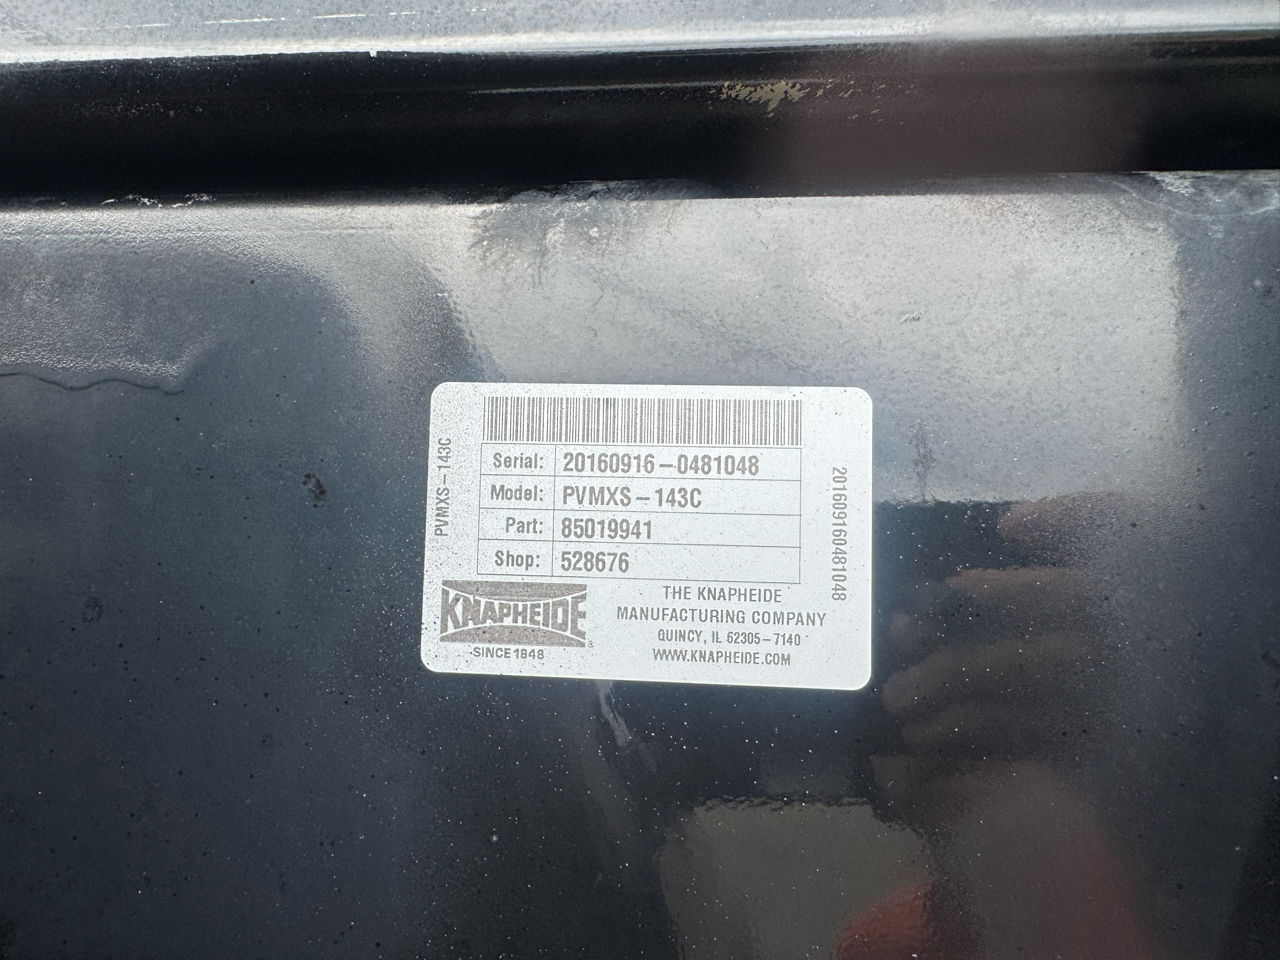 Serial: 20160916-0481048
Model: PVMXS-143C
Part: 85019941
Shop: 528676
PVMXS-143C
201609160481048
KNAPHEIDE
SINCE 1848
THE KNAPHEIDE
MANUFACTURING COMPANY
QUINCY, IL 62305-7140
WWW.KNAPHEIDE.COM